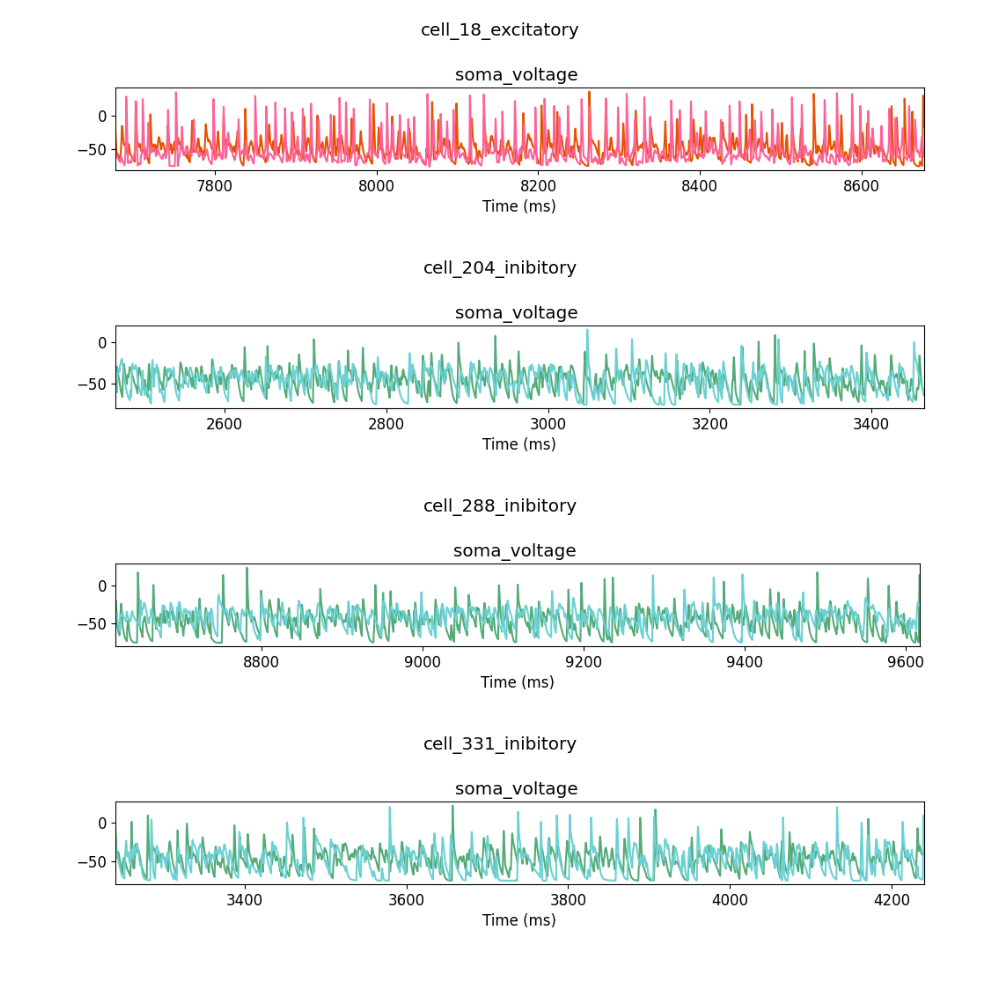 cell_18_excitatory
soma_voltage
0
−50
7800 8000 8200 8400 8600
Time (ms)
cell_204_inibitory
soma_voltage
0
−50
2600 2800 3000 3200 3400
Time (ms)
cell_288_inibitory
soma_voltage
0
−50
8800 9000 9200 9400 9600
Time (ms)
cell_331_inibitory
soma_voltage
0
−50
3400 3600 3800 4000 4200
Time (ms)